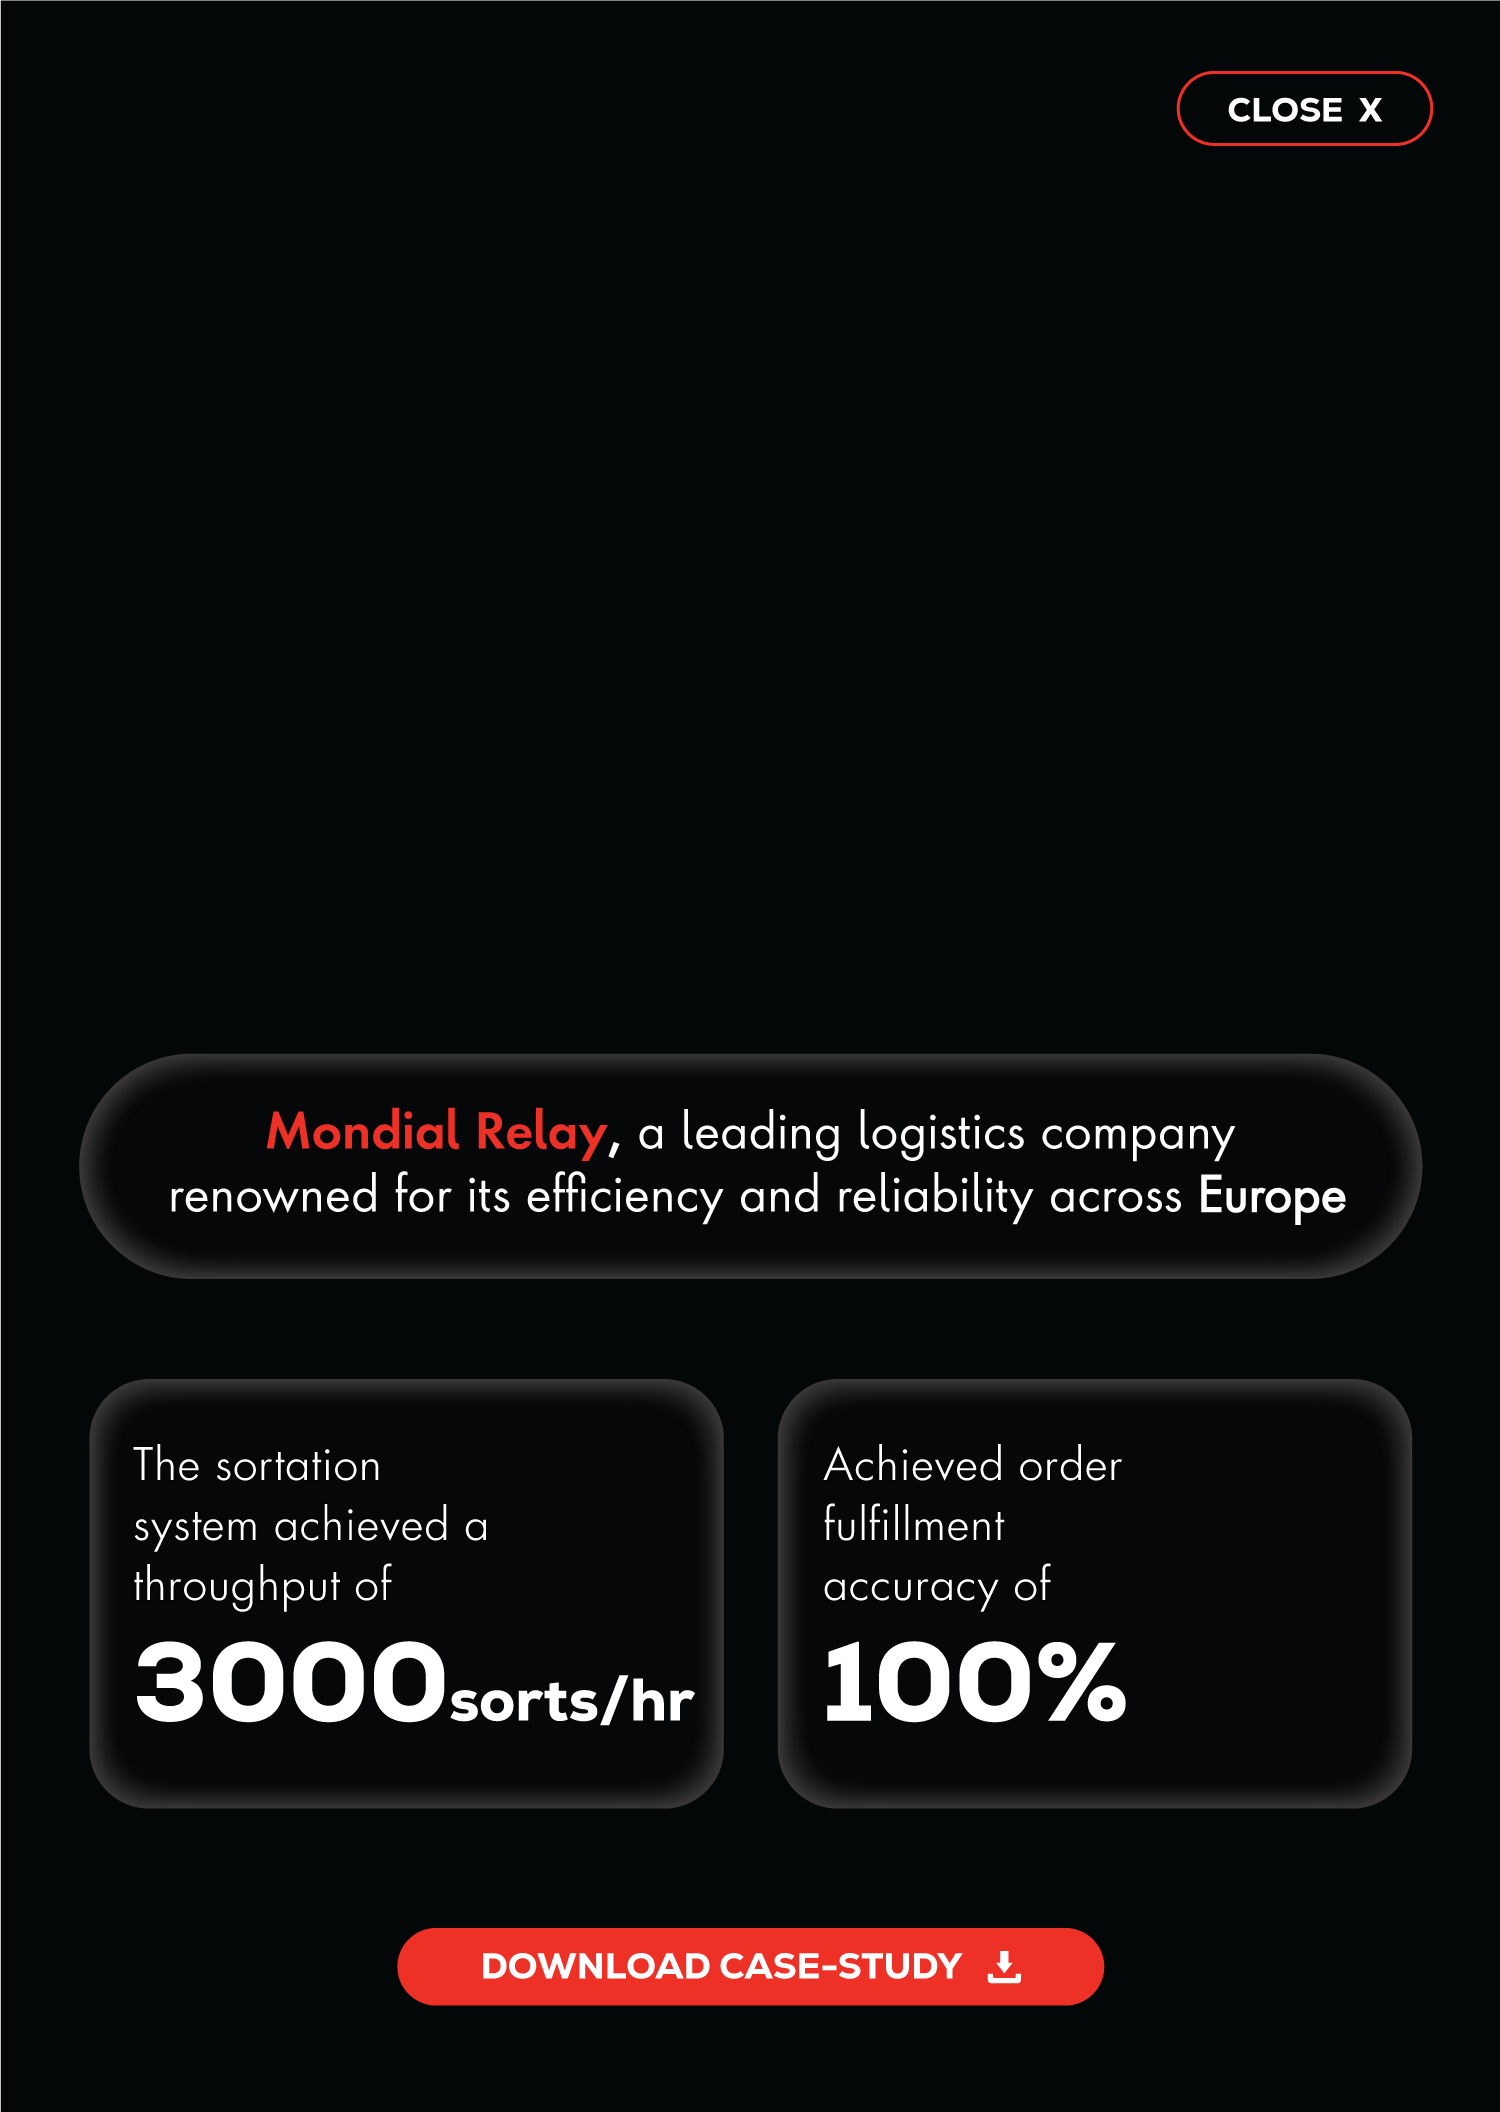 CLOSE X
Mondial Relay, a leading logistics company
renowned for its efficiency and reliability across Europe
The sortation
system achieved a
throughput of
3000sorts/hr
Achieved order
fulfillment
accuracy of
100%
DOWNLOAD CASE-STUDY